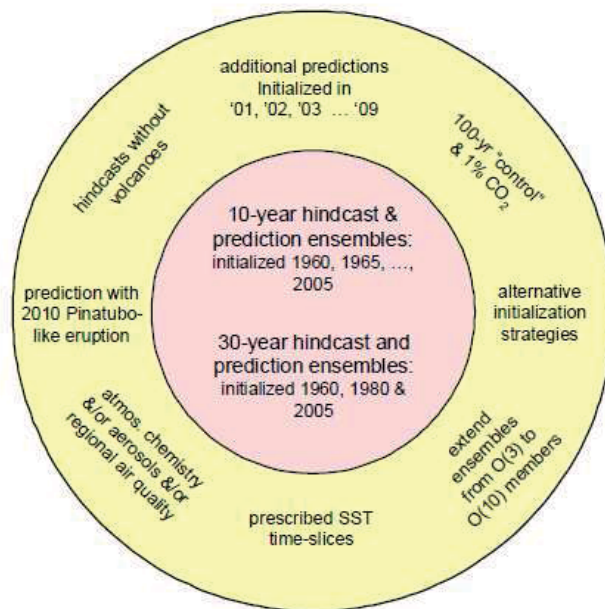 additional predictions
Initialized in
'01, '02, '03 ... '09
hindcasts without
volcanoes
100-yr "control"
& 1% CO2
10-year hindcast &
prediction ensembles:
initialized 1960, 1965, ...,
2005
prediction with
2010 Pinatubo-
like eruption
alternative
initialization
strategies
30-year hindcast and
prediction ensembles:
initialized 1960, 1980 &
2005
atmos. chemistry
&/or aerosols &/or
regional air quality
extend
ensembles
from O(3) to
O(10) members
prescribed SST
time-slices